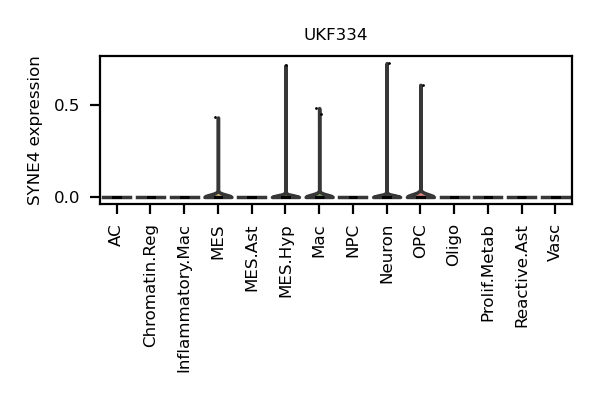 UKF334
SYNE4 expression
0.5
0.0
AC
Chromatin.Reg
Inflammatory.Mac
MES
MES.Ast
MES.Hyp
Mac
NPC
Neuron
OPC
Oligo
Prolif.Metab
Reactive.Ast
Vasc